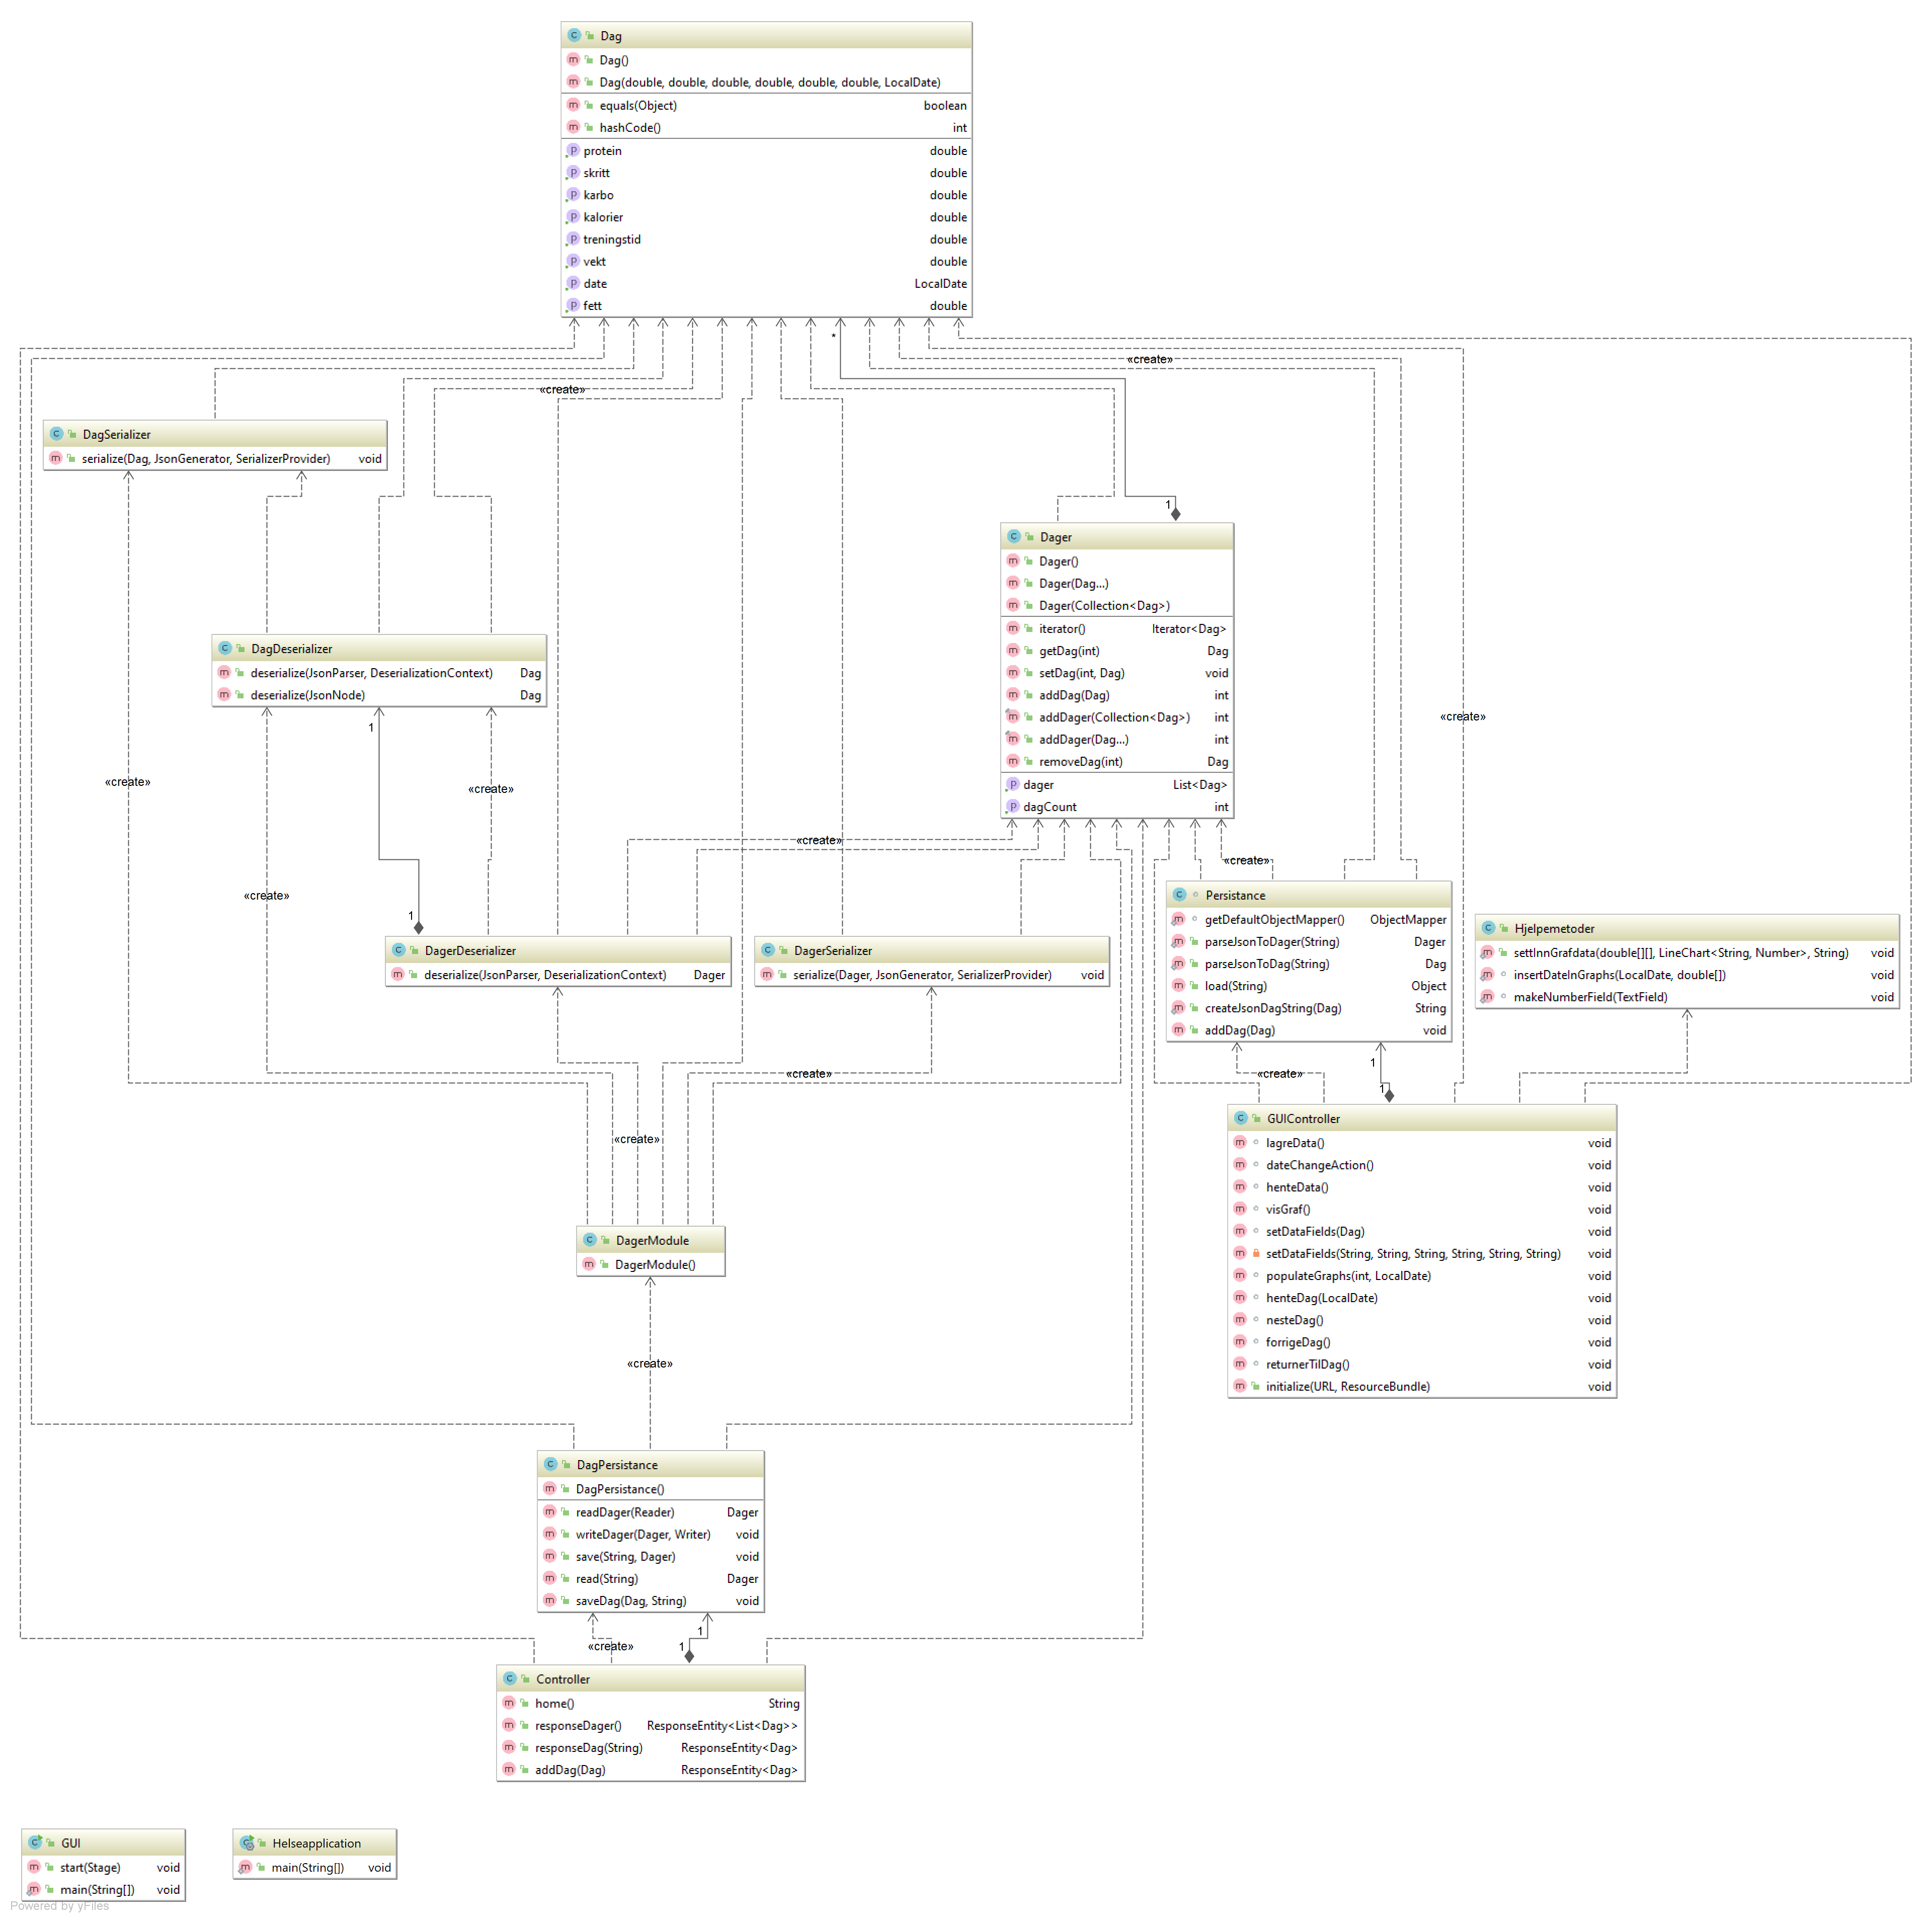 Dag
Dag()
Dag(double, double, double, double, double, double, LocalDate)
equals(Object) boolean
hashCode() int
protein double
skritt double
karbo double
kalorier double
treningstid double
vekt double
date LocalDate
fett double
*
«create»
«create»
DagSerializer
serialize(Dag, JsonGenerator, SerializerProvider) void
1
Dager
Dager()
Dager(Dag...)
Dager(Collection<Dag>)
iterator() Iterator<Dag>
getDag(int) Dag
setDag(int, Dag) void
addDag(Dag) int
addDager(Collection<Dag>) int
addDager(Dag...) int
removeDag(int) Dag
dager List<Dag>
dagCount int
DagDeserializer
deserialize(JsonParser, DeserializationContext) Dag
deserialize(JsonNode) Dag
1
«create»
«create»
«create»
«create»
«create»
«create»
1
DagerDeserializer
deserialize(JsonParser, DeserializationContext) Dager
DagerSerializer
serialize(Dager, JsonGenerator, SerializerProvider) void
Persistance
getDefaultObjectMapper() ObjectMapper
parseJsonToDager(String) Dager
parseJsonToDag(String) Dag
load(String) Object
createJsonDagString(Dag) String
addDag(Dag) void
Hjelpemetoder
settInnGrafdata(double[][], LineChart<String, Number>, String) void
insertDateInGraphs(LocalDate, double[]) void
makeNumberField(TextField) void
1
«create»
«create»
1
GUIController
lagreData() void
dateChangeAction() void
henteData() void
visGraf() void
setDataFields(Dag) void
setDataFields(String, String, String, String, String, String) void
populateGraphs(int, LocalDate) void
henteDag(LocalDate) void
nesteDag() void
forrigeDag() void
returnerTilDag() void
initialize(URL, ResourceBundle) void
«create»
DagerModule
DagerModule()
«create»
DagPersistance
DagPersistance()
readDager(Reader) Dager
writeDager(Dager, Writer) void
save(String, Dager) void
read(String) Dager
saveDag(Dag, String) void
1
«create»
1
Controller
home() String
responseDager() ResponseEntity<List<Dag>>
responseDag(String) ResponseEntity<Dag>
addDag(Dag) ResponseEntity<Dag>
GUI
start(Stage) void
main(String[]) void
Helseapplication
main(String[]) void
Powered by yFiles